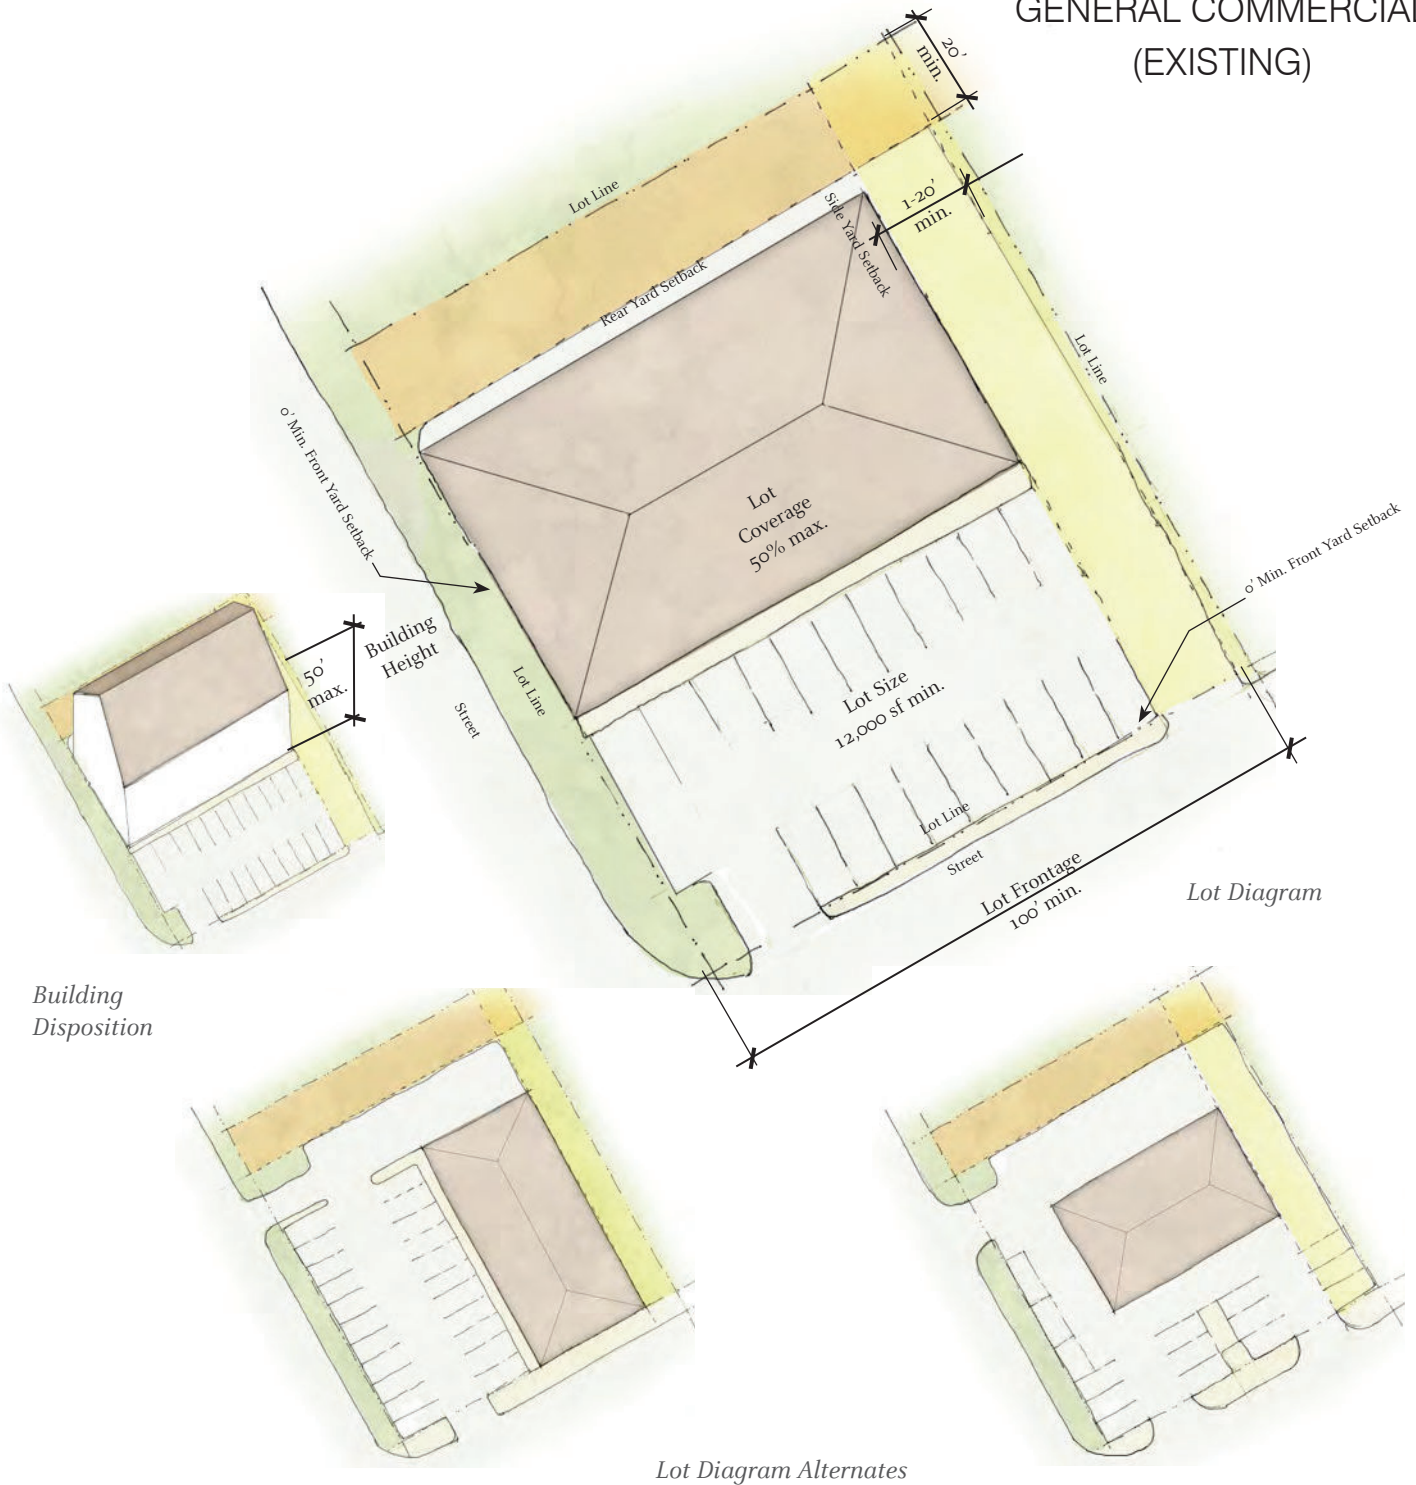 GENERAL COMMERCIAL
(EXISTING)
20'
min.
Lot Line
1-20'
min.
Side Yard Setback
Rear Yard Setback
Lot Line
0' Min. Front Yard Setback
Lot
Coverage
50% max.
0' Min. Front Yard Setback
Building
Height
50'
max.
Lot Line
Street
Lot Size
12,000 sf min.
Lot Line
Street
Lot Frontage
100' min.
Lot Diagram
Building
Disposition
Lot Diagram Alternates